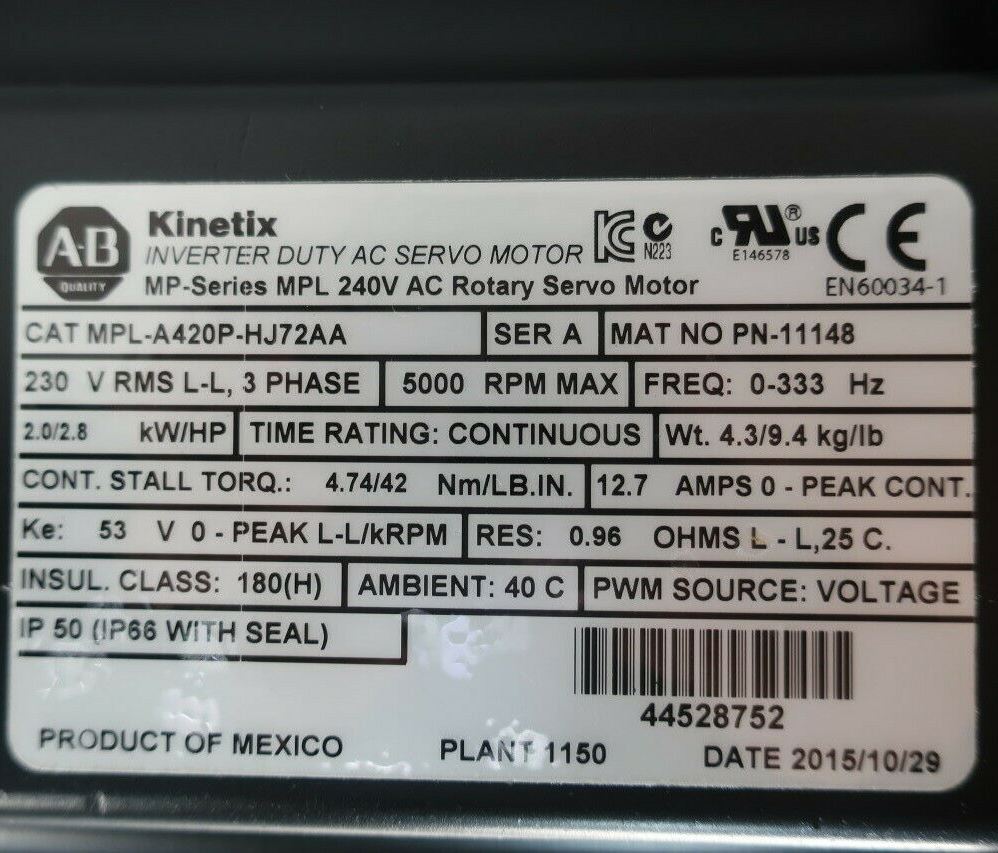 A-B
QUALITY
Kinetix
INVERTER DUTY AC SERVO MOTOR
MP-Series MPL 240V AC Rotary Servo Motor
N223
c RU® US
E146578
CE
EN60034-1
CAT MPL-A420P-HJ72AA SER A MAT NO PN-11148
230 V RMS L-L, 3 PHASE 5000 RPM MAX FREQ: 0-333 Hz
2.0/2.8 kW/HP TIME RATING: CONTINUOUS Wt. 4.3/9.4 kg/lb
CONT. STALL TORQ.: 4.74/42 Nm/LB.IN. 12.7 AMPS 0 - PEAK CONT.
Ke: 53 V 0 - PEAK L-L/kRPM RES: 0.96 OHMS L - L,25 C.
INSUL. CLASS: 180(H) AMBIENT: 40 C PWM SOURCE: VOLTAGE
IP 50 (IP66 WITH SEAL)
44528752
PRODUCT OF MEXICO PLANT 1150 DATE 2015/10/29